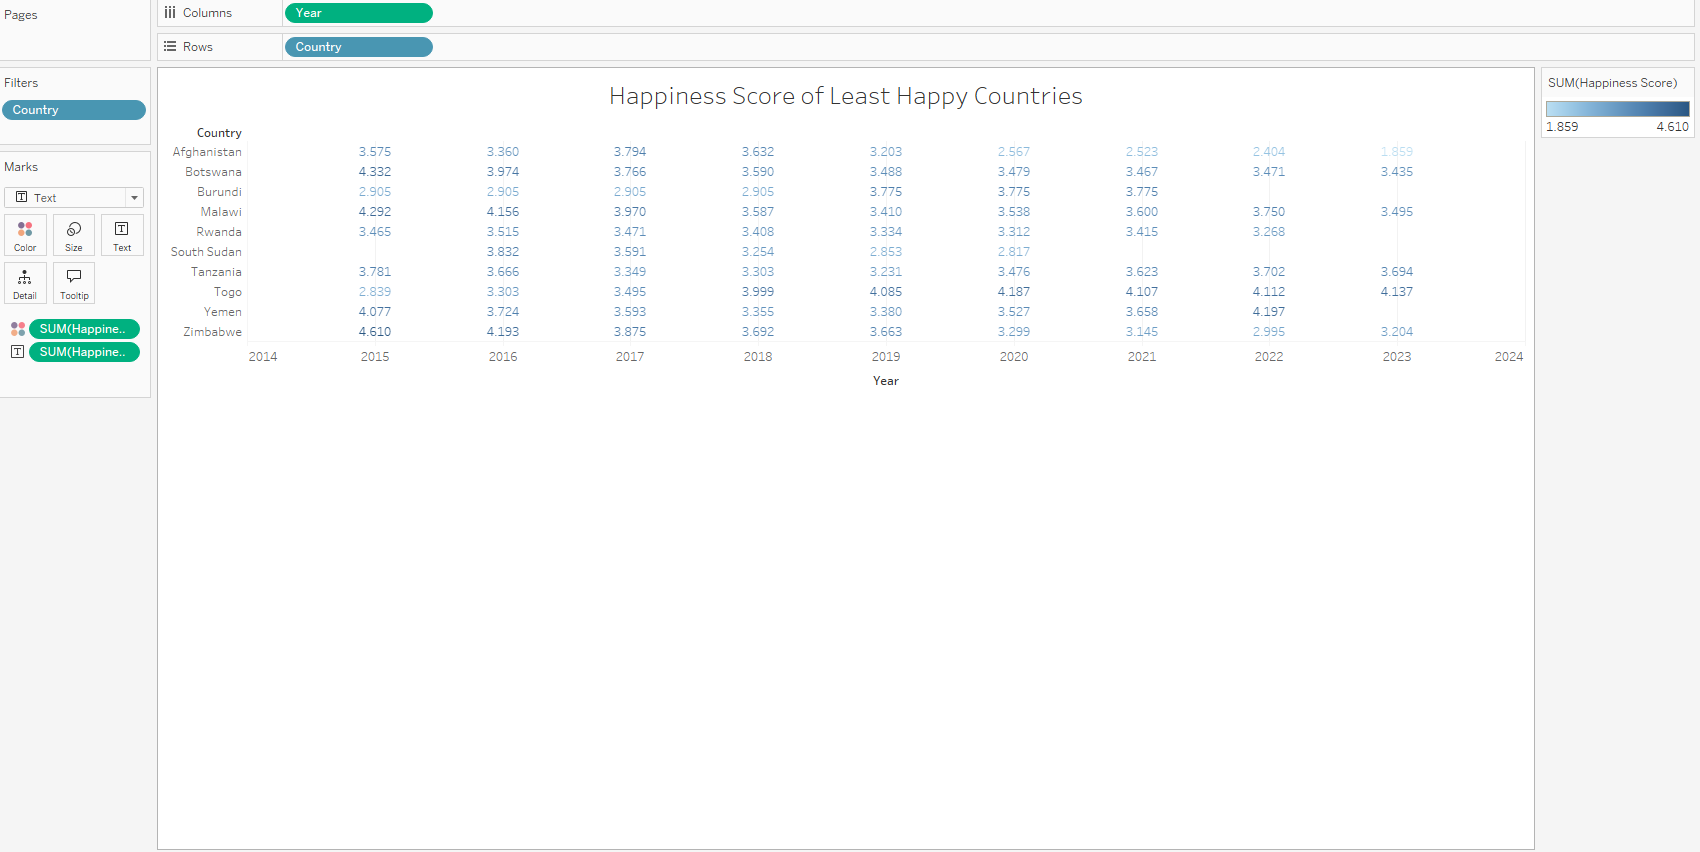 Pages
Columns Year
Rows Country
Filters
Country
Marks
Text
Color Size Text
Detail Tooltip
SUM(Happine..
SUM(Happine..
Happiness Score of Least Happy Countries
Country
Afghanistan 3.575 3.360 3.794 3.632 3.203 2.567 2.523 2.404 1.859
Botswana 4.332 3.974 3.766 3.590 3.488 3.479 3.467 3.471 3.435
Burundi 2.905 2.905 2.905 2.905 3.775 3.775 3.775
Malawi 4.292 4.156 3.970 3.587 3.410 3.538 3.600 3.750 3.495
Rwanda 3.465 3.515 3.471 3.408 3.334 3.312 3.415 3.268
South Sudan 3.832 3.591 3.254 2.853 2.817
Tanzania 3.781 3.666 3.349 3.303 3.231 3.476 3.623 3.702 3.694
Togo 2.839 3.303 3.495 3.999 4.085 4.187 4.107 4.112 4.137
Yemen 4.077 3.724 3.593 3.355 3.380 3.527 3.658 4.197
Zimbabwe 4.610 4.193 3.875 3.692 3.663 3.299 3.145 2.995 3.204
2014 2015 2016 2017 2018 2019 2020 2021 2022 2023 2024
Year
SUM(Happiness Score)
1.859 4.610